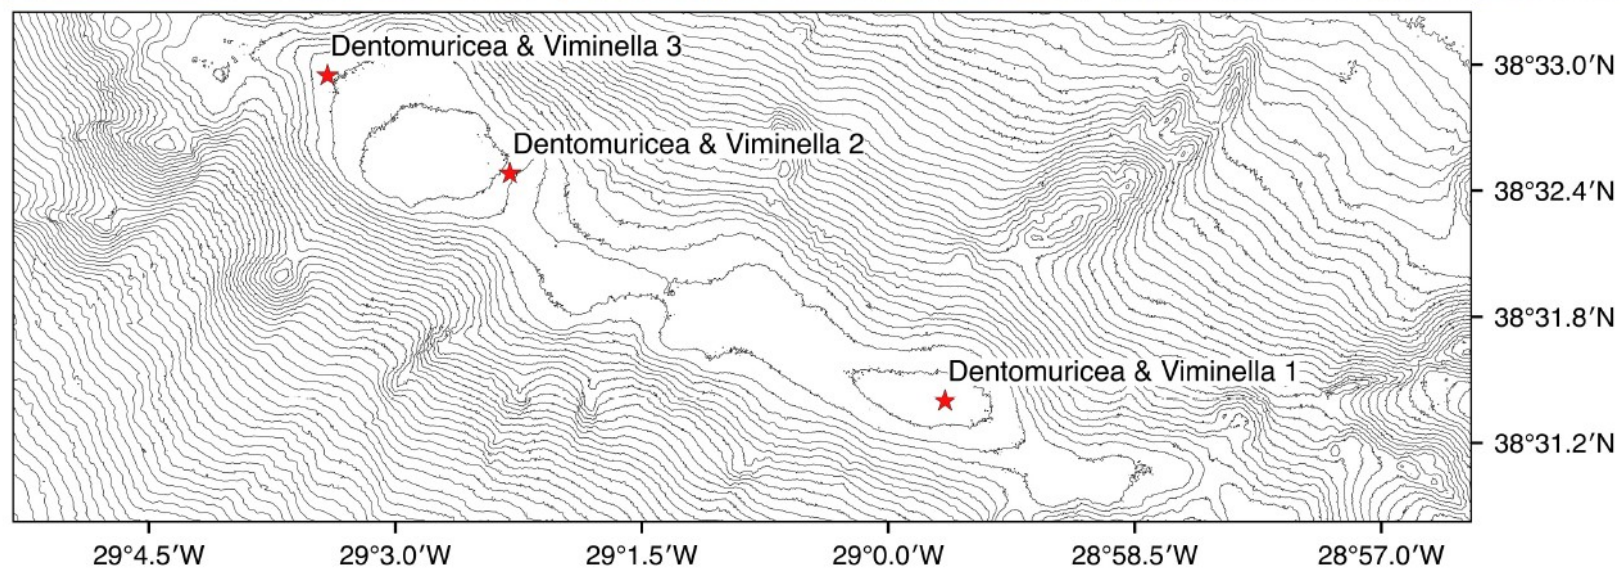 Dentomuricea & Viminella 3
38°33.0′N
Dentomuricea & Viminella 2
38°32.4′N
38°31.8′N
Dentomuricea & Viminella 1
38°31.2′N
29°4.5′W
29°3.0′W
29°1.5′W
29°0.0′W
28°58.5′W
28°57.0′W